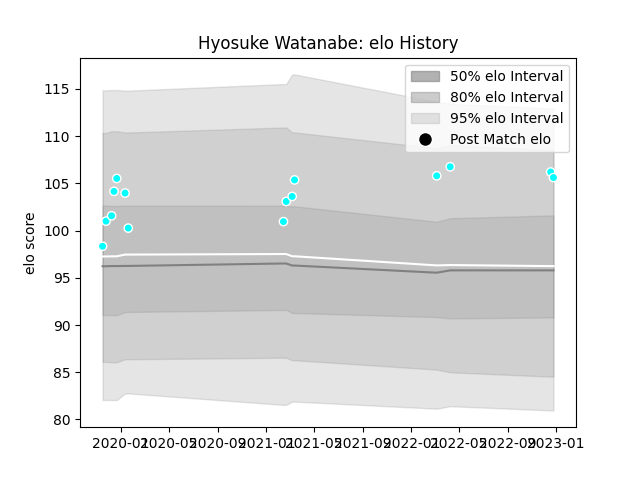 Hyosuke Watanabe: elo History
50% elo Interval
80% elo Interval
95% elo Interval
Post Match elo
elo score
115
110
105
100
95
90
85
80
2020-01 2020-05 2020-09 2021-01 2021-05 2021-09 2022-01 2022-05 2022-09 2023-01